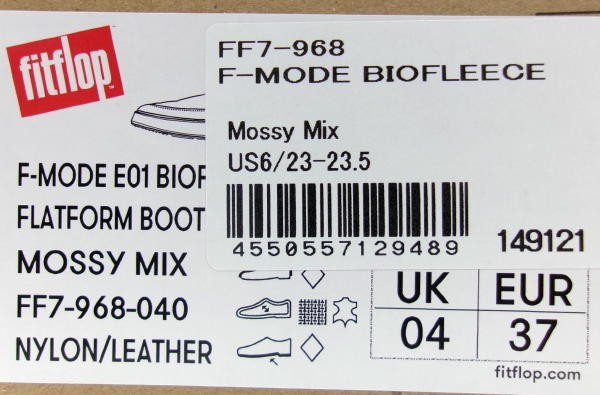 fitflop
FF7-968
F-MODE BIOFLEECE
Mossy Mix
US6/23-23.5
4550557129489
149121
F-MODE E01 BIOF
FLATFORM BOOT
MOSSY MIX
FF7-968-040
NYLON/LEATHER
UK EUR
04 37
fitflop.com